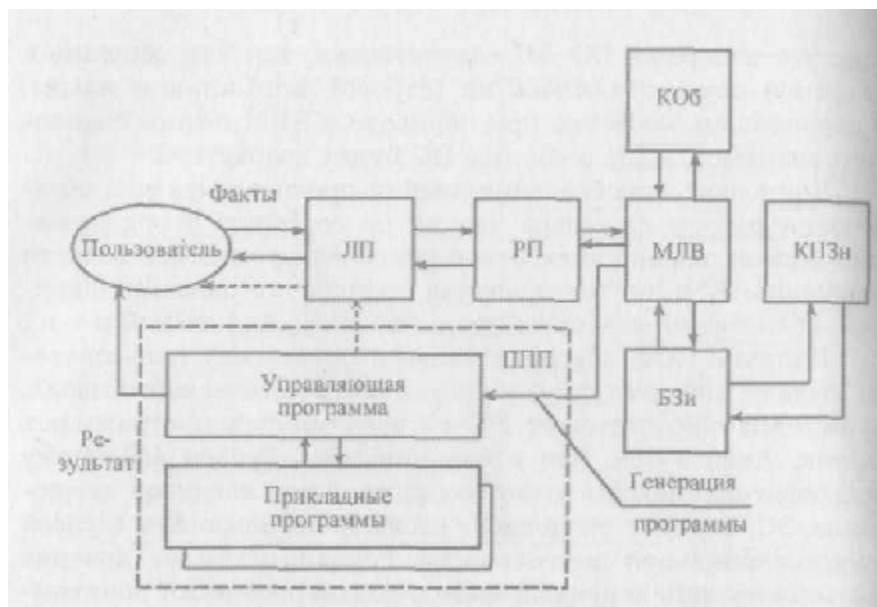 КОб
Факты
Пользователь
ЛП
РП
МЛВ
КПЗн
ППП
Управляющая
программа
БЗн
Ре-
зультат
Прикладные
программы
Генерация
программы